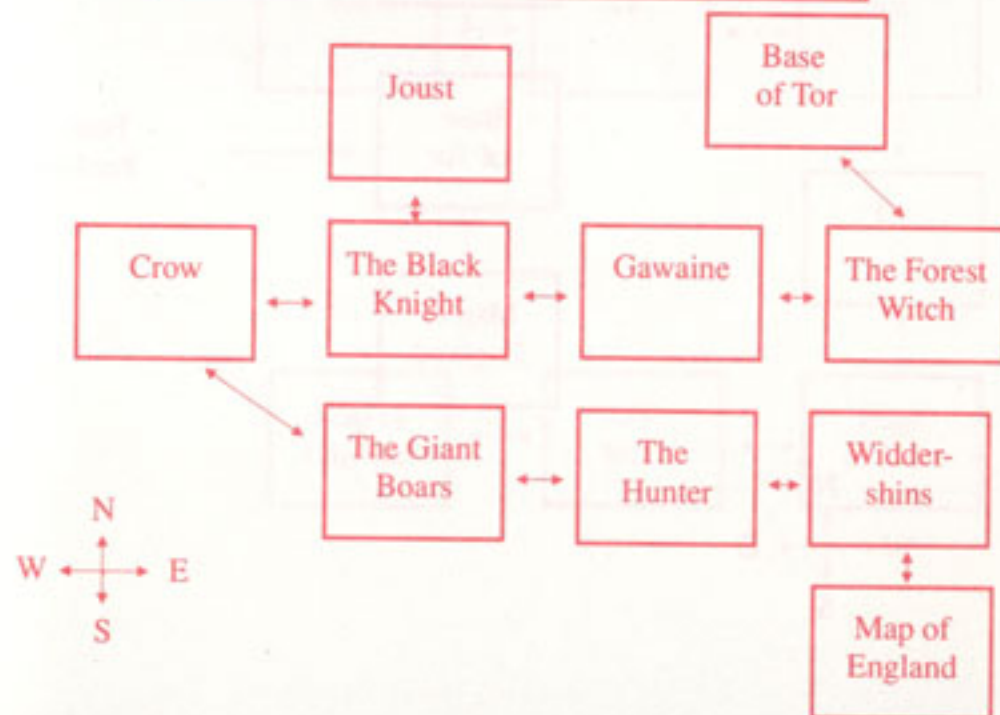 Base
of Tor
Joust
Crow
The Black
Knight
Gawaine
The Forest
Witch
The Giant
Boars
The
Hunter
Widder-
shins
N
W
E
S
Map of
England